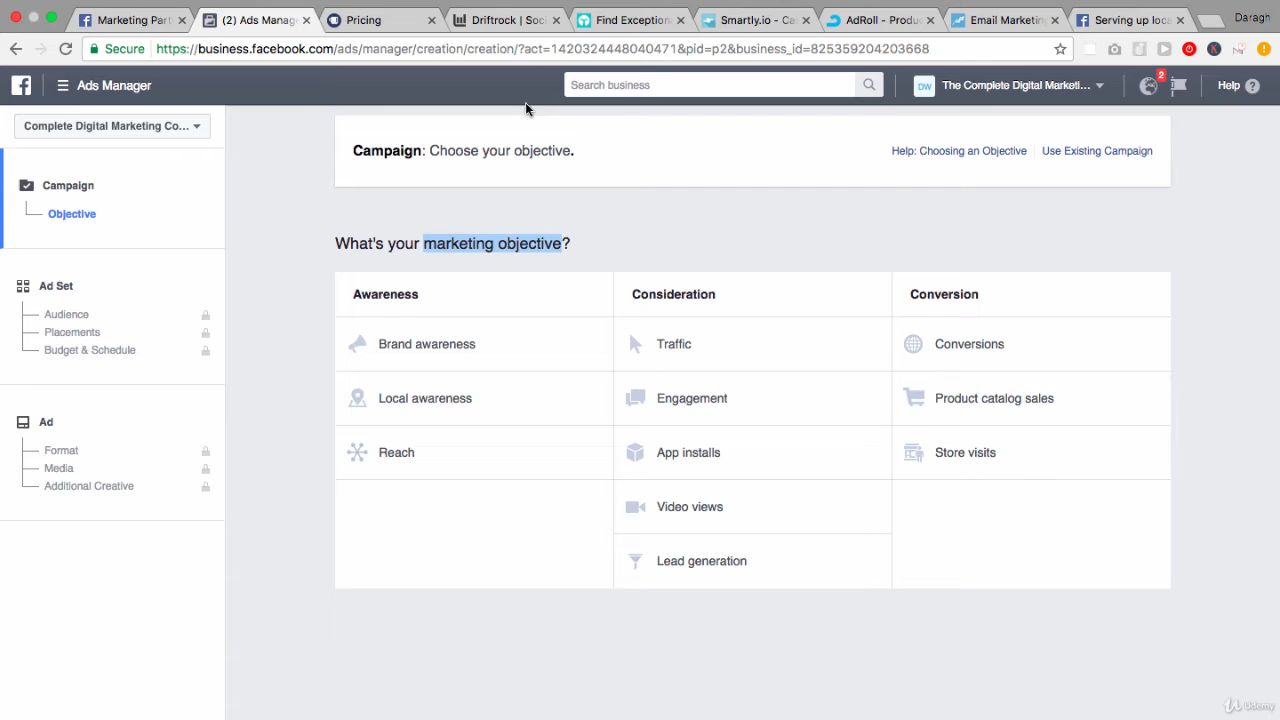 Marketing Part
(2) Ads Manag
Pricing
Driftrock | Soci
Find Exception
Smartly.io - Ca
AdRoll - Produc
Email Marketin
Serving up loca
Daragh
Secure
https://business.facebook.com/ads/manager/creation/creation/?act=1420324448040471&pid=p2&business_id=825359204203668
Ads Manager
Search business
DW
The Complete Digital Marketi...
2
Help
Complete Digital Marketing Co...
Campaign: Choose your objective.
Help: Choosing an Objective
Use Existing Campaign
Campaign
Objective
What's your marketing objective?
Ad Set
Audience
Placements
Budget & Schedule
Awareness
Consideration
Conversion
Brand awareness
Traffic
Conversions
Local awareness
Engagement
Product catalog sales
Reach
App installs
Store visits
Video views
Lead generation
Ad
Format
Media
Additional Creative
Udemy